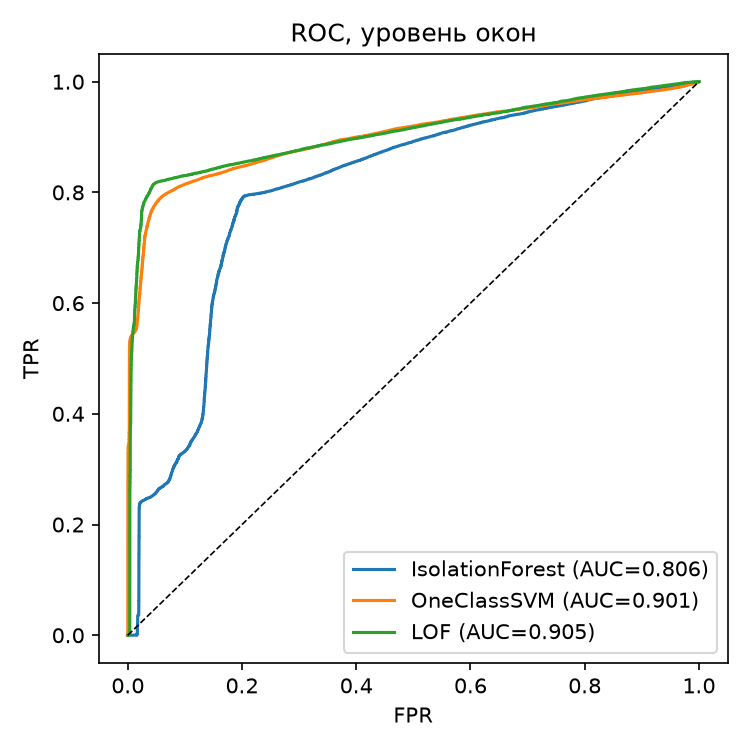 ROC, уровень окон
TPR
1.0
0.8
0.6
0.4
0.2
0.0
0.0 0.2 0.4 0.6 0.8 1.0
FPR
IsolationForest (AUC=0.806)
OneClassSVM (AUC=0.901)
LOF (AUC=0.905)